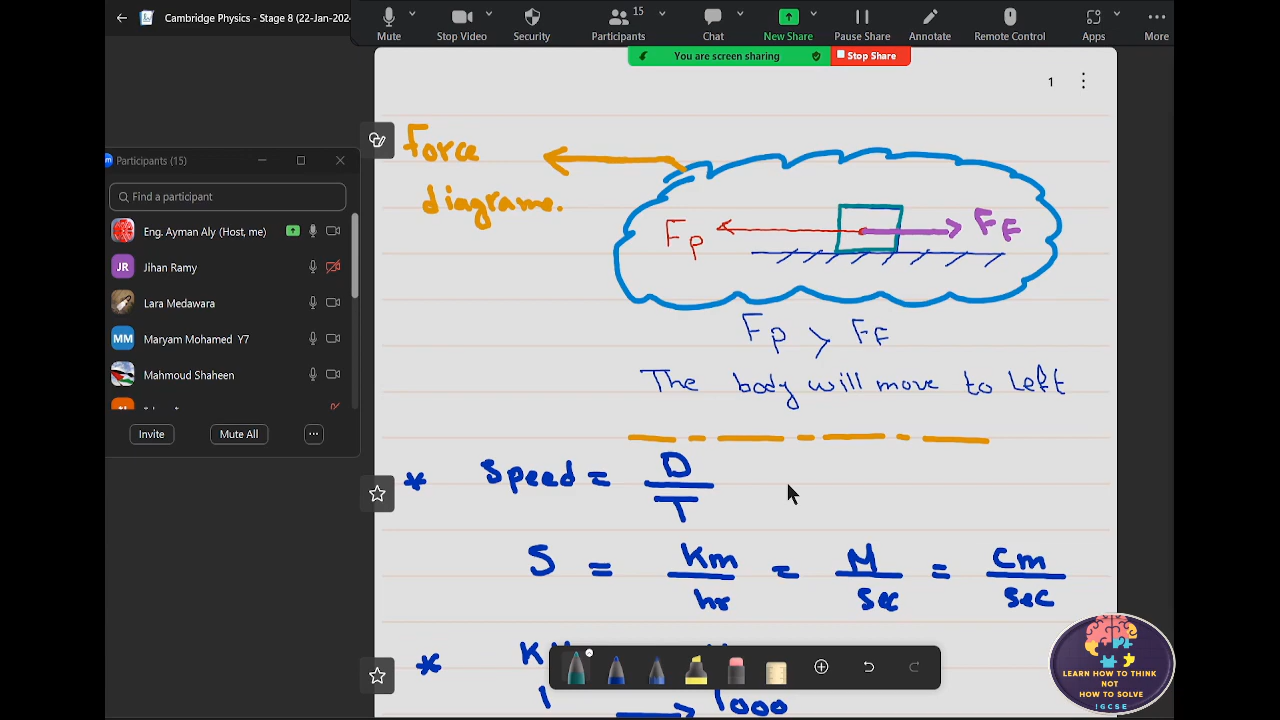 Cambridge Physics - Stage 8 (22-Jan-202
15
Mute
Stop Video
Security
Participants
Chat
New Share
Pause Share
Annotate
Remote Control
Apps
More
You are screen sharing
Stop Share
1
Participants (15)
Find a participant
Eng. Ayman Aly (Host, me)
JR Jihan Ramy
Lara Medawara
MM Maryam Mohamed Y7
Mahmoud Shaheen
Invite
Mute All
Force
diagrame.
Fp
FF
Fp > FF
The body will move to left
* Speed = D
T
S = Km = M = Cm
hr sec sec
*
1 → 1000
LEARN HOW TO THINK
NOT
HOW TO SOLVE
IGCSE